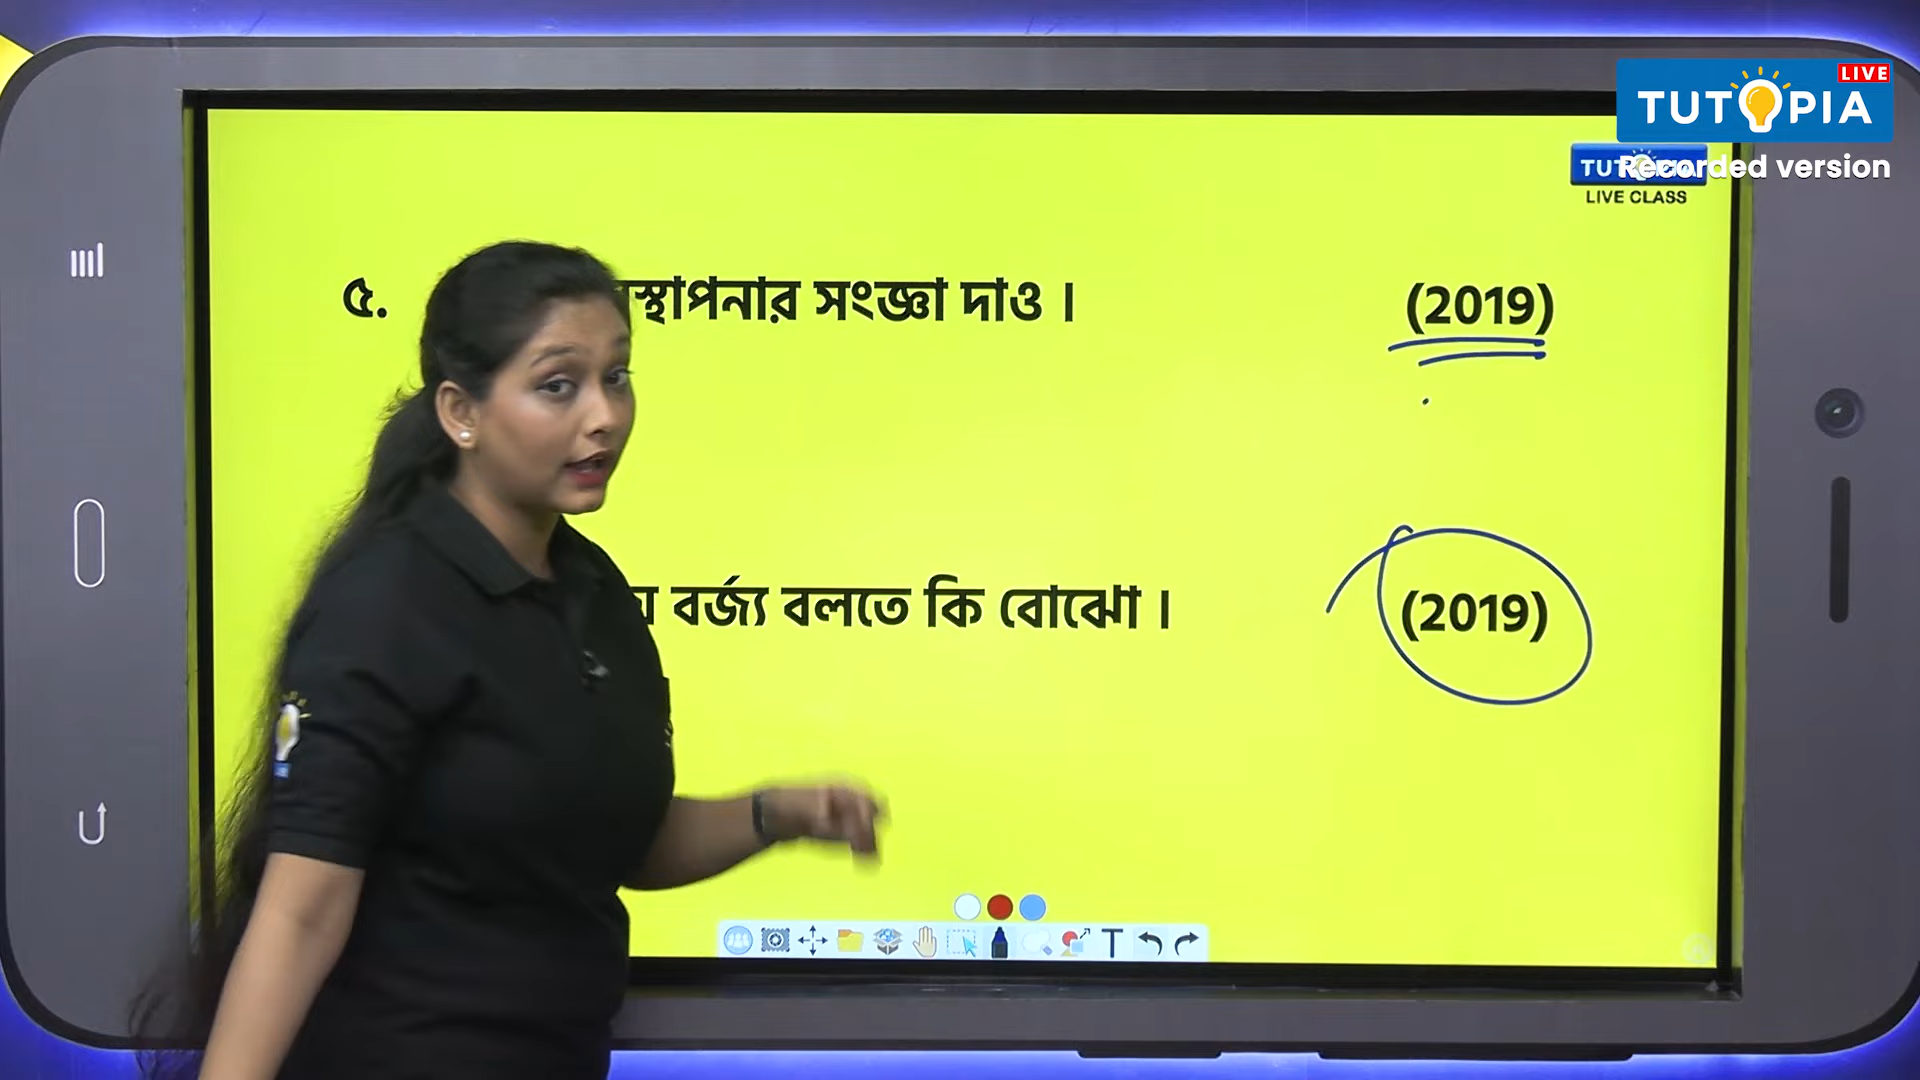 LIVE
TUTOPIA
Recorded version
LIVE CLASS
৫. স্থাপনার সংজ্ঞা দাও । (2019)
বর্জ্য বলতে কি বোঝো । (2019)
T